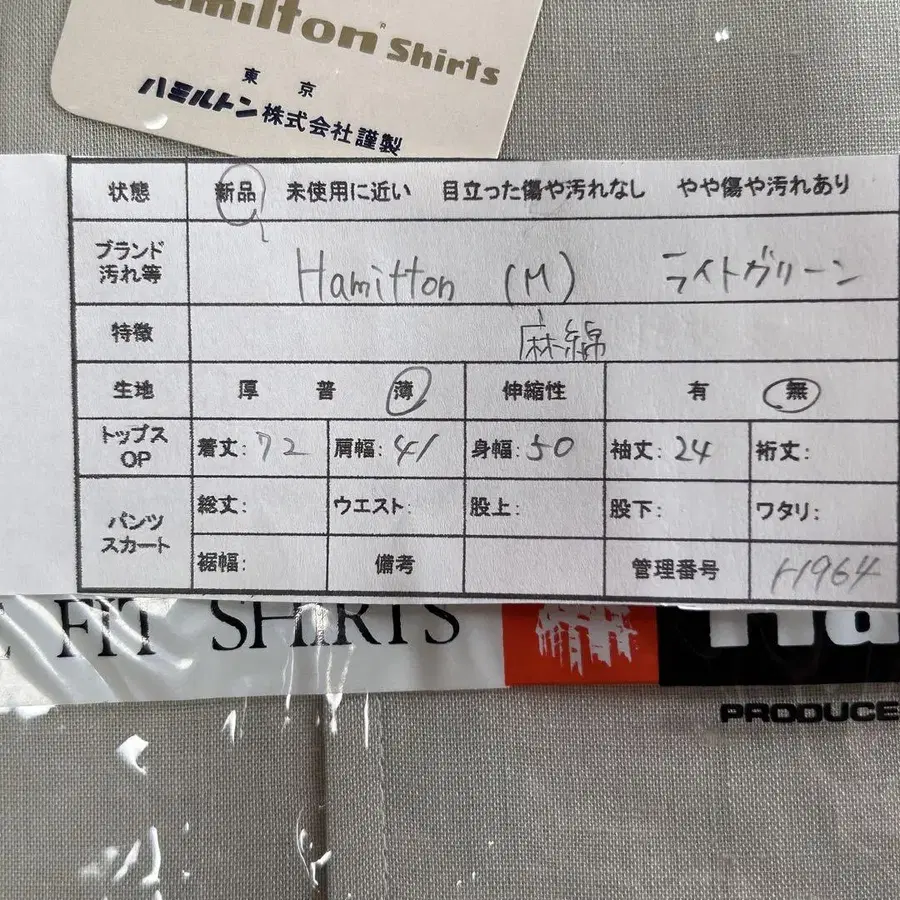 amilton® Shirts
東京
ハミルトン株式会社謹製
状態 新品 未使用に近い 目立った傷や汚れなし やや傷や汚れあり
ブランド 汚れ等 Hamitton (M) ライトグリーン
特徴 麻綿
生地 厚 普 薄 伸縮性 有 無
トップス OP 着丈: 72 肩幅: 41 身幅: 50 袖丈: 24 裄丈:
パンツ スカート 総丈: ウエスト: 股上: 股下: ワタリ:
裾幅: 備考 管理番号 H964
E FIT SHIRTS Ha
PRODUCE